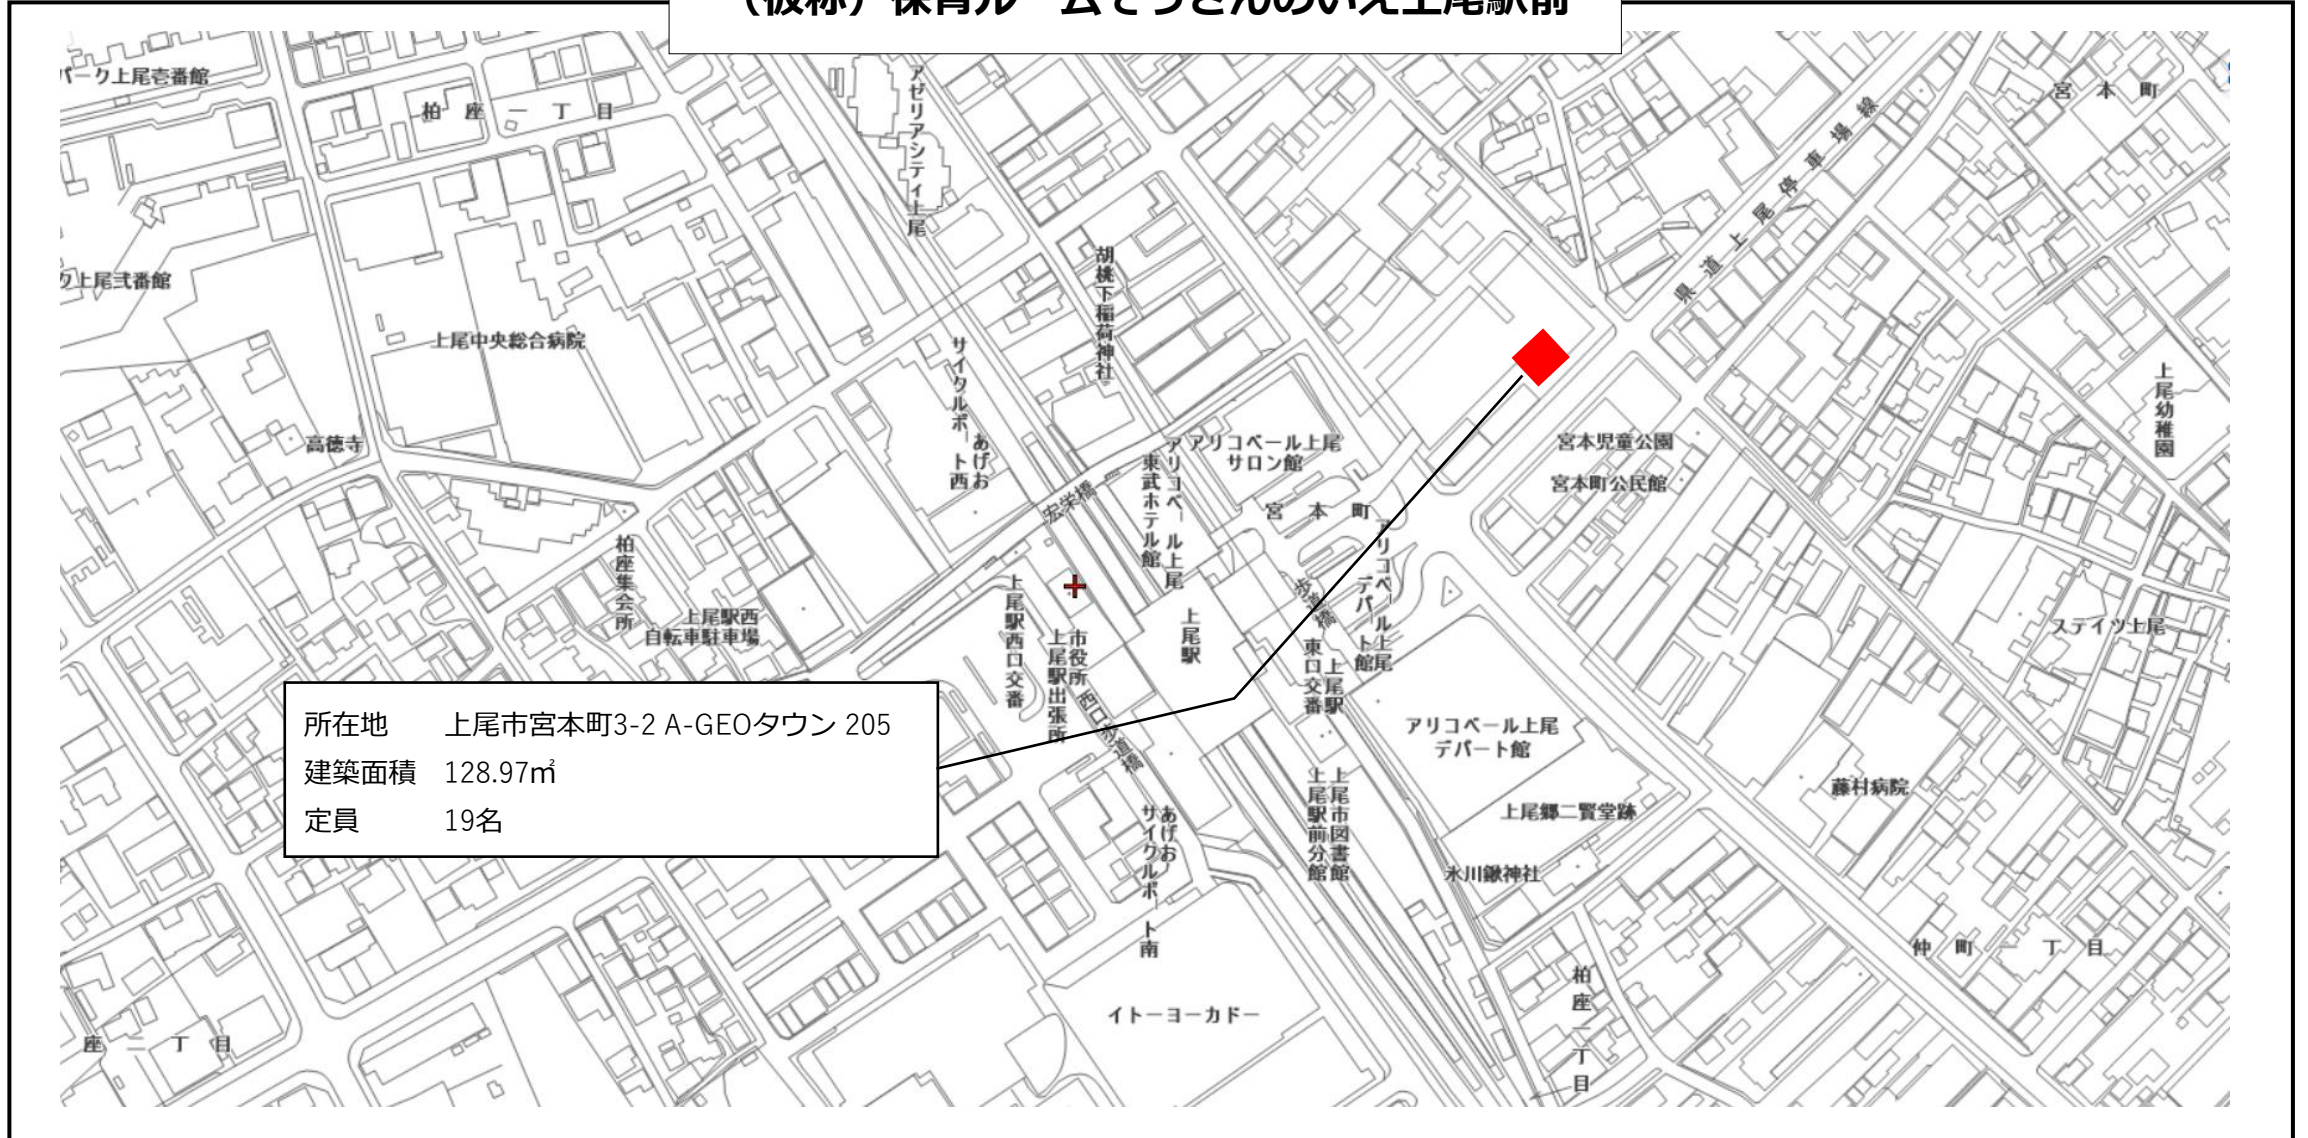 (仮称)保育ルームぞうさんのいえ上尾駅前
パーク上尾壱番館
柏座一丁目
アゼリアシティ上尾
宮本町
県道上尾停車場線
ク上尾弐番館
上尾中央総合病院
胡桃下稲荷神社
サイクルポート西
あげお
高徳寺
アリコベール上尾
サロン館
宮本児童公園
宮本町公民館
上尾幼稚園
アリコベール上尾
東武ホテル館
宏栄橋
宮本町
柏座集会所
上尾駅西
自転車駐車場
上尾駅西口交番
市役所
上尾駅出張所
西口歩道橋
上尾駅
アリコベール上尾
デパート館
上尾駅
東口交番
ステイツ上尾
所在地 上尾市宮本町3-2 A-GEOタウン 205
建築面積 128.97㎡
定員 19名
アリコベール上尾
デパート館
上尾市図書館
上尾駅前分館
上尾郷二賢堂跡
藤村病院
氷川鍬神社
あげお
サイクルポート南
仲町一丁目
イトーヨーカドー
柏座一丁目
座二丁目